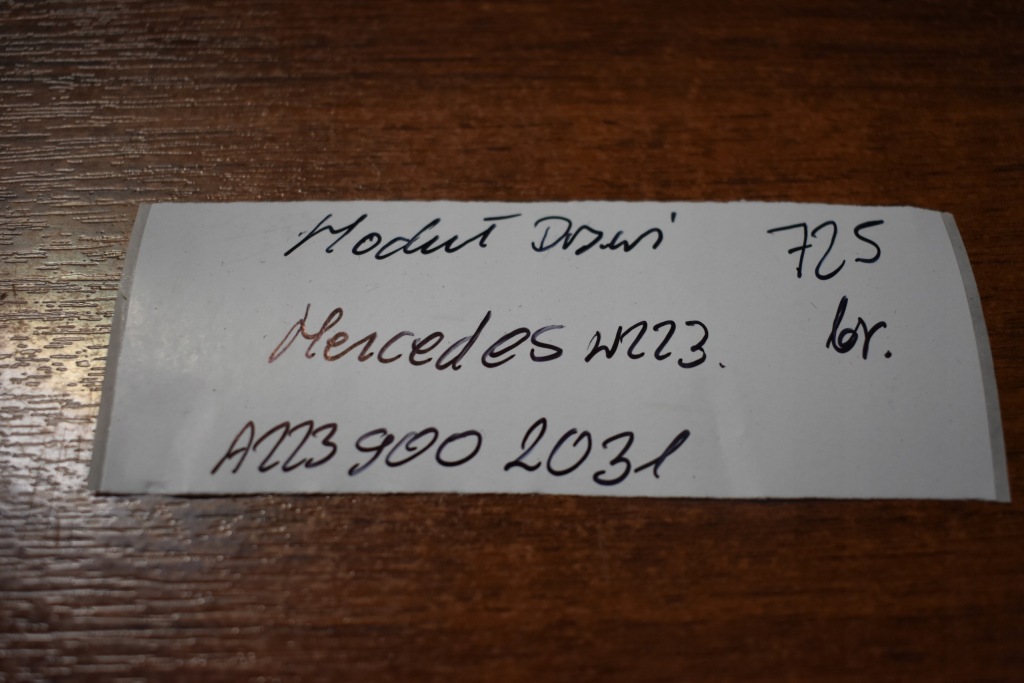 Moduł Drzwi 725
Mercedes W223. br.
A223 900 2031